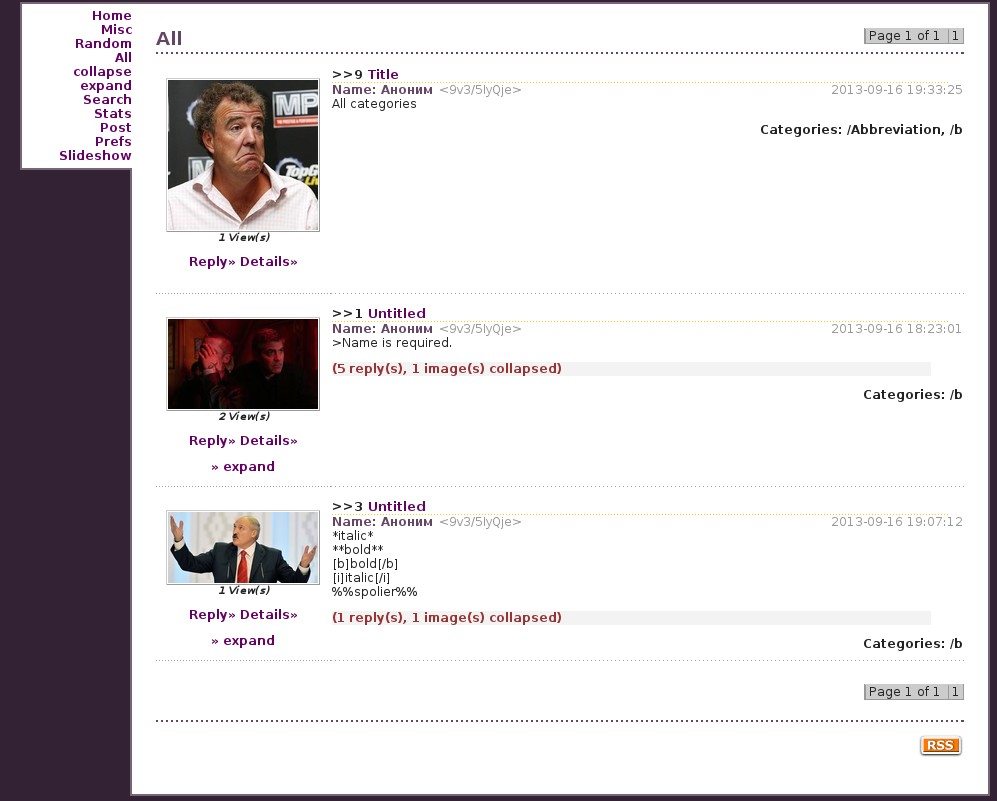 Home
Misc
Random
All
collapse
expand
Search
Stats
Post
Prefs
Slideshow
All
Page 1 of 1 1
>>9 Title
Name: Аноним <9v3/5lyQje> 2013-09-16 19:33:25
All categories
Categories: /Abbreviation, /b
MP
TopG
1 View(s)
Reply» Details»
>>1 Untitled
Name: Аноним <9v3/5lyQje> 2013-09-16 18:23:01
>Name is required.
(5 reply(s), 1 image(s) collapsed)
Categories: /b
2 View(s)
Reply» Details»
» expand
>>3 Untitled
Name: Аноним <9v3/5lyQje> 2013-09-16 19:07:12
*italic*
**bold**
[b]bold[/b]
[i]italic[/i]
%%spolier%%
(1 reply(s), 1 image(s) collapsed)
Categories: /b
1 View(s)
Reply» Details»
» expand
Page 1 of 1 1
RSS